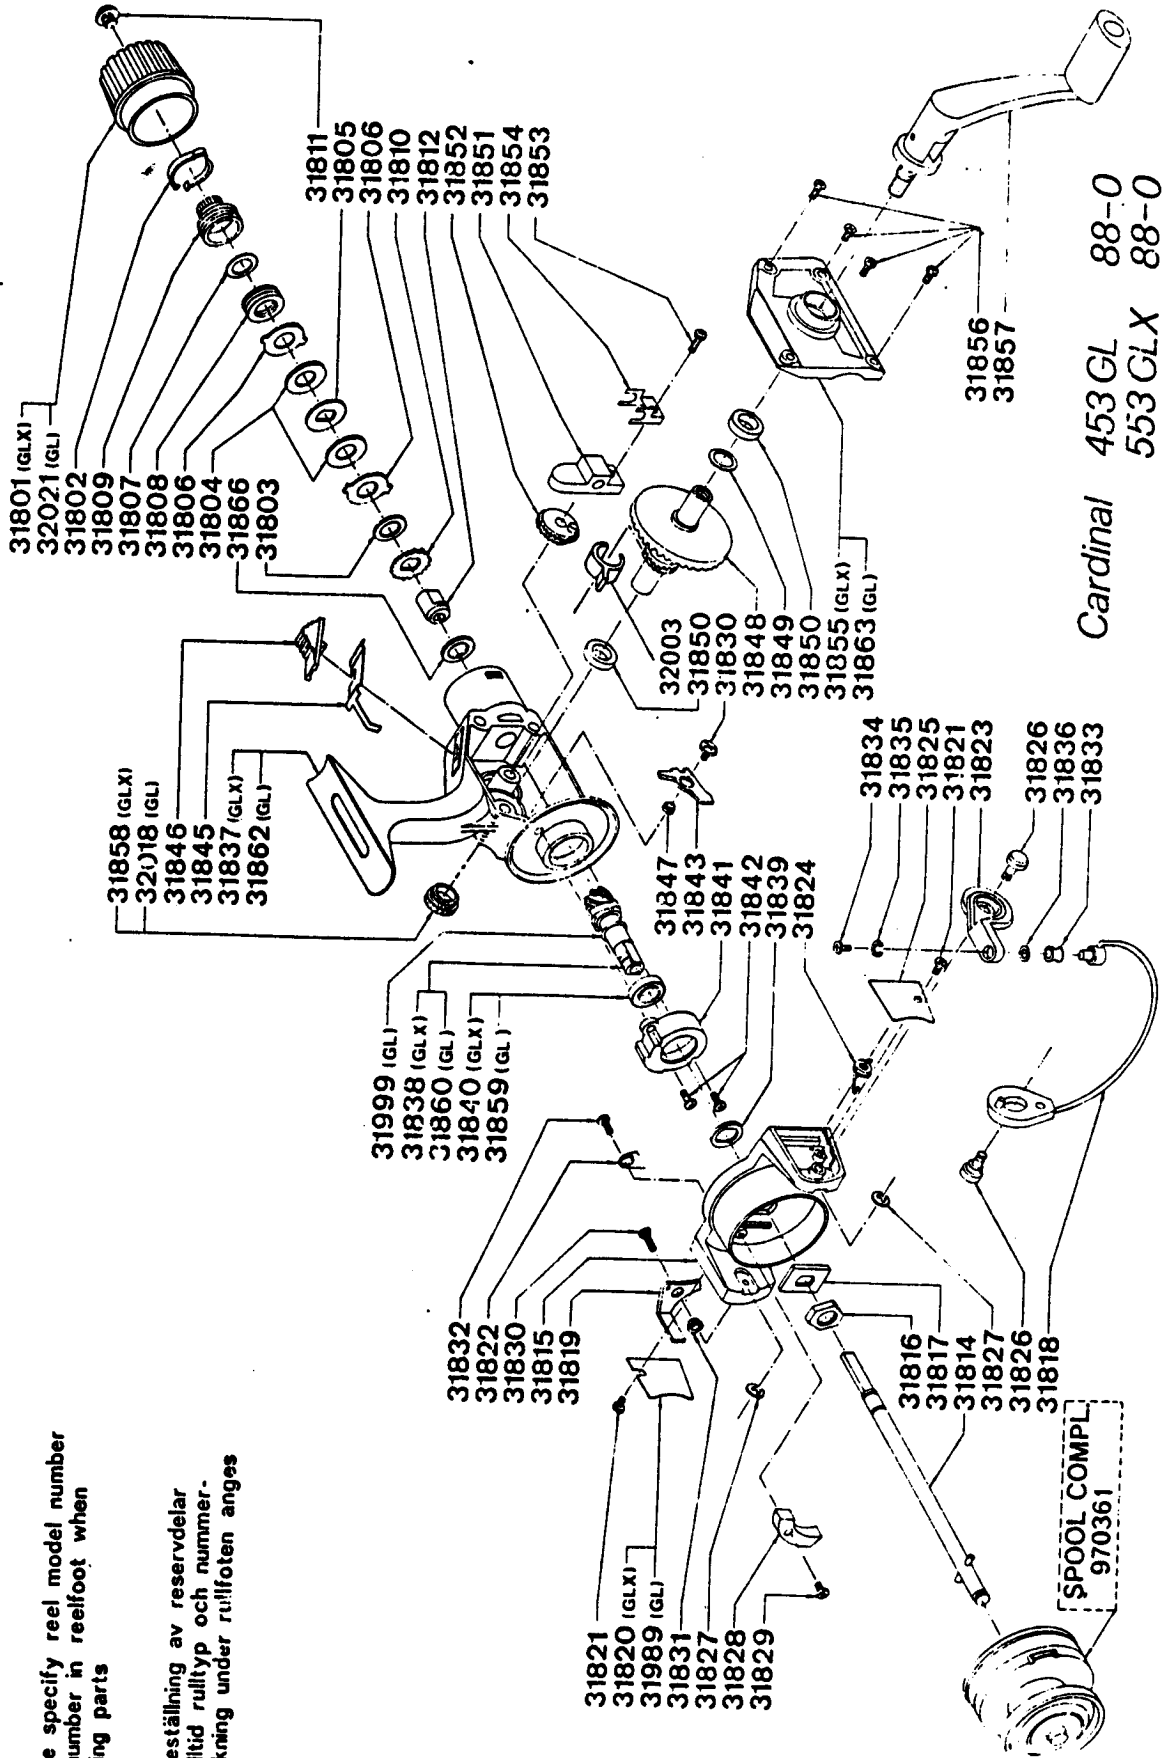 e specify reel model number
umber in reelfoot when
ing parts
eställning av reservdelar
lltid rulltyp och nummer-
kning under rullfoten anges
31801 (GLX)
32021 (GL)
31802
31809
31807
31808
31806
31804
31866
31803
31811
31805
31806
31810
31812
31852
31851
31854
31853
31858 (GLX)
32018 (GL)
31846
31845
31837 (GLX)
31862 (GL)
31856
31857
32003
31850
31830
31848
31849
31850
31855 (GLX)
31863 (GL)
31999 (GL)
31838 (GLX)
31860 (GL)
31840 (GLX)
31859 (GL)
31847
31843
31841
31842
31839
31824
31834
31835
31825
31821
31823
31826
31836
31833
31832
31822
31830
31815
31819
31816
31817
31814
31827
31826
31818
31821
31820 (GLX)
31989 (GL)
31831
31827
31828
31829
SPOOL COMPL.
970361
Cardinal 453 GL 88-0
553 GLX 88-0